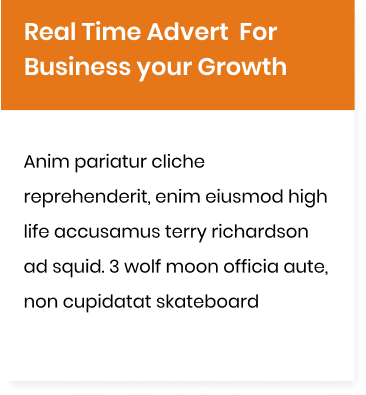 Real Time Advert  For
Business your Growth
Anim pariatur cliche
reprehenderit, enim eiusmod high
life accusamus terry richardson
ad squid. 3 wolf moon officia aute,
non cupidatat skateboard